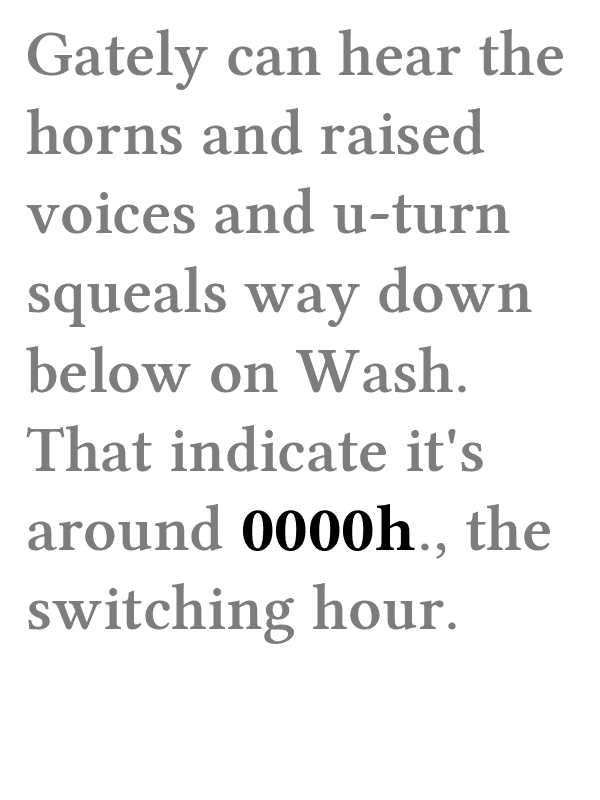 Gately can hear the
horns and raised
voices and u-turn
squeals way down
below on Wash.
That indicate it's
around 0000h., the
switching hour.